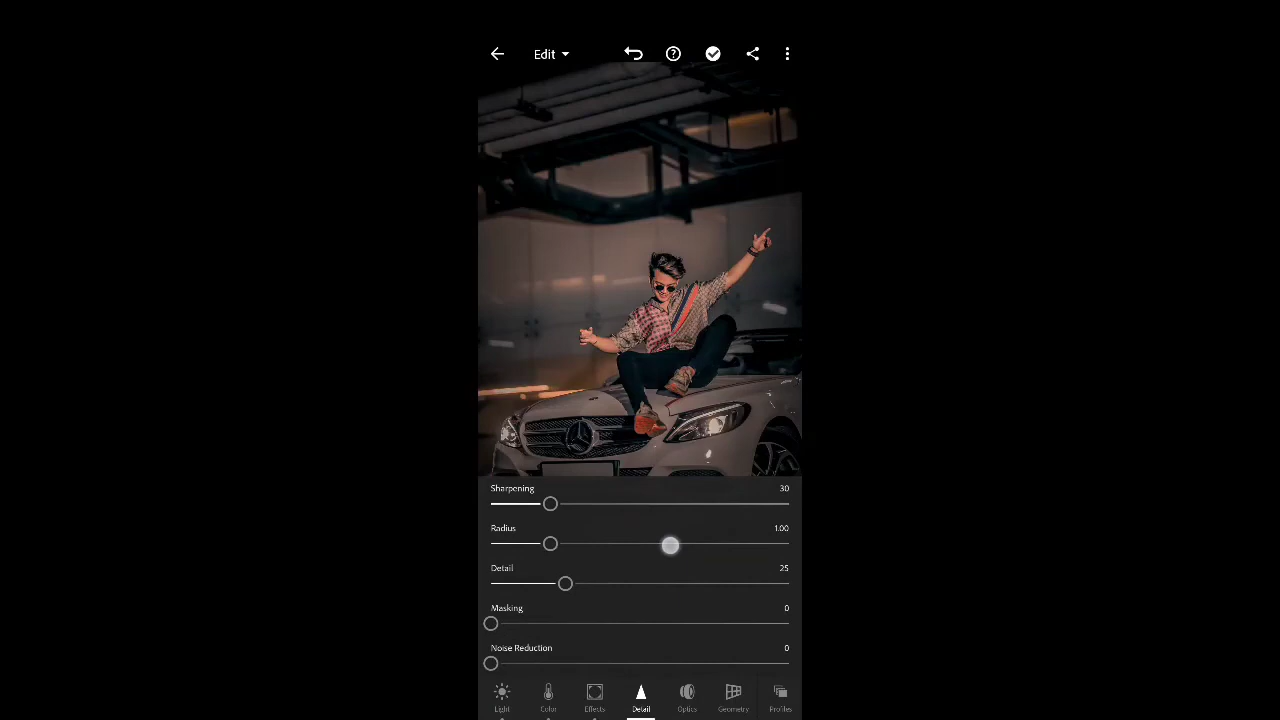 Edit
Sharpening 30
Radius 1.00
Detail 25
Masking 0
Noise Reduction 0
Light Color Effects Detail Optics Geometry Profiles